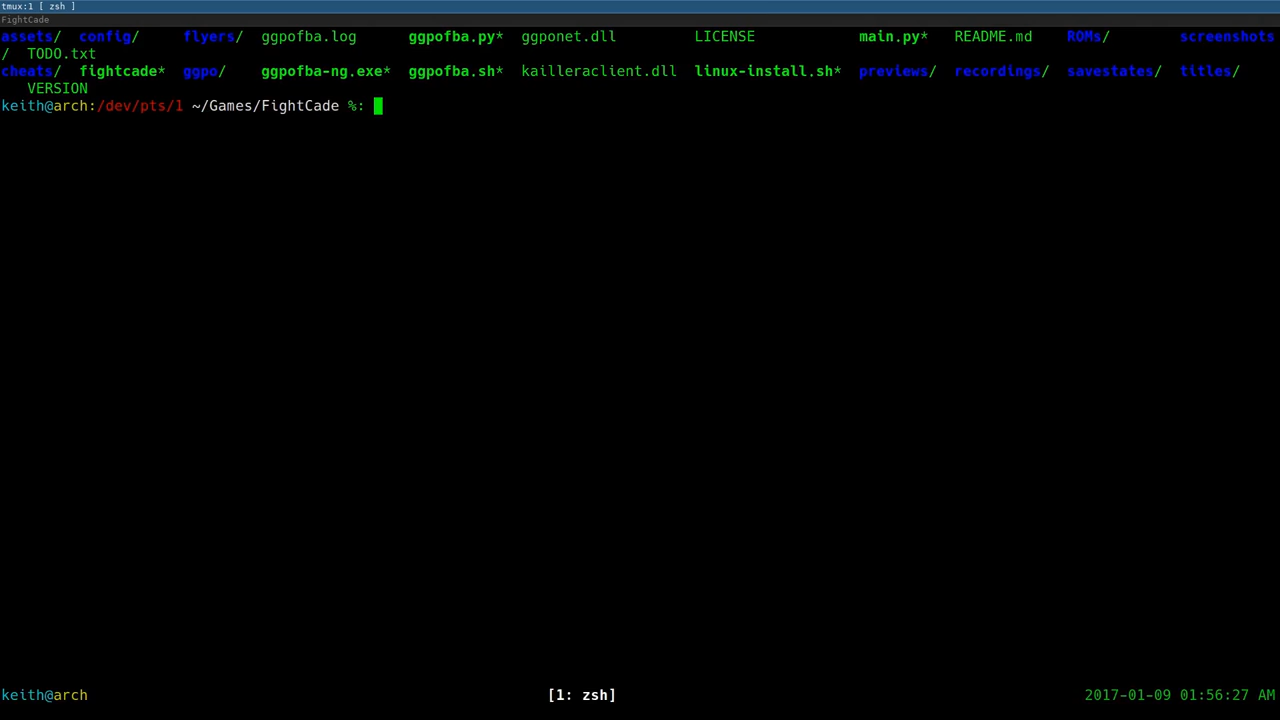 tmux:1 [ zsh ]
FightCade
assets/  config/     flyers/  ggpofba.log      ggpofba.py*  ggponet.dll         LICENSE            main.py*   README.md    ROMs/        screenshots
/  TODO.txt
cheats/  fightcade*  ggpo/    ggpofba-ng.exe*  ggpofba.sh*  kailleraclient.dll  linux-install.sh*  previews/  recordings/  savestates/  titles/
   VERSION
keith@arch:/dev/pts/1 ~/Games/FightCade %:
keith@arch [1: zsh] 2017-01-09 01:56:27 AM